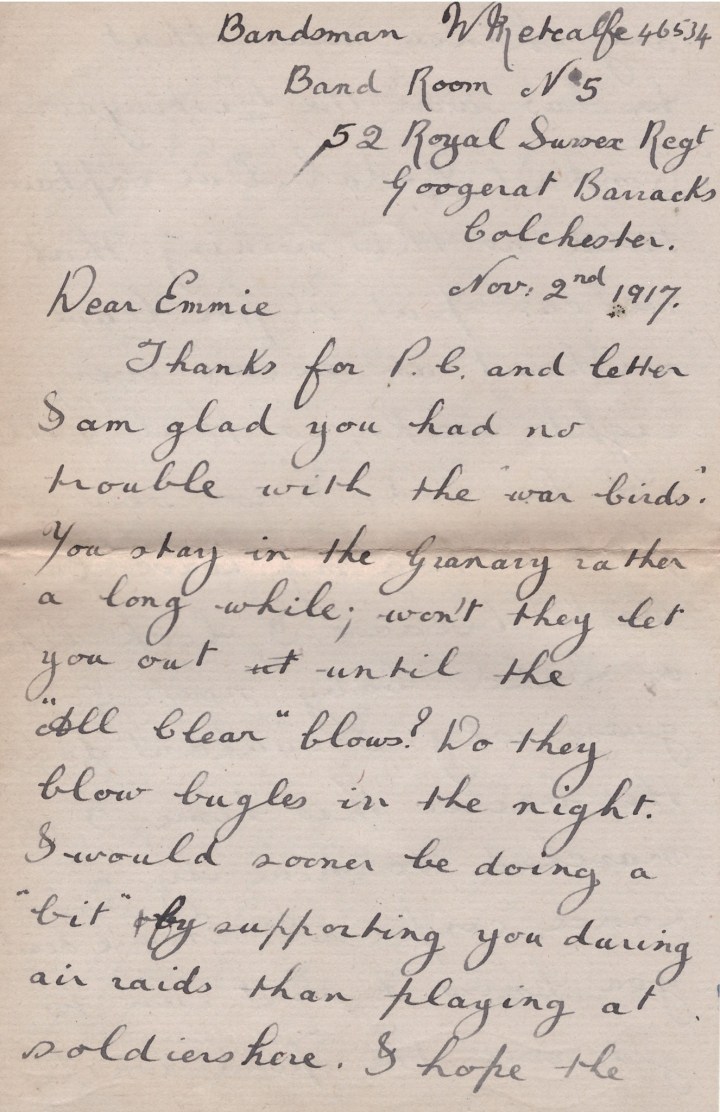 Bandsman W Metcalfe 46534
Band Room No 5
52 Royal Sussex Regt
Googerat Barracks
Colchester.
Nov: 2nd 1917.
Dear Emmie
Thanks for P.C. and letter
I am glad you had no
trouble with the "war birds".
You stay in the Granary rather
a long while; won't they let
you out until the
"All Clear" blows? Do they
blow bugles in the night.
I would sooner be doing a
"bit" by supporting you during
air raids than playing at
soldiers here. I hope the